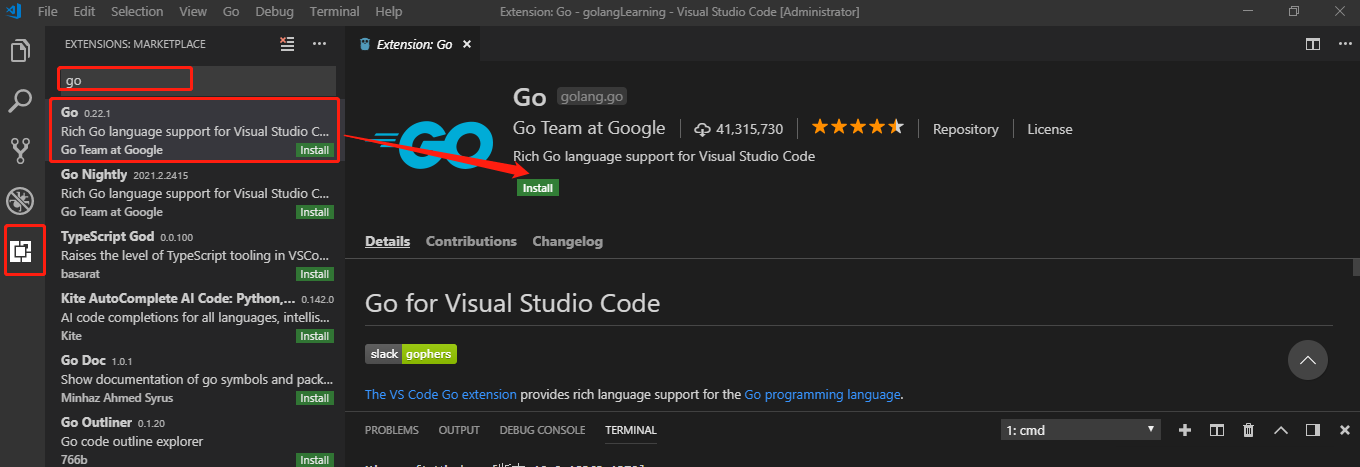 File Edit Selection View Go Debug Terminal Help
Extension: Go - golangLearning - Visual Studio Code [Administrator]
EXTENSIONS: MARKETPLACE
go
Go 0.22.1
Rich Go language support for Visual Studio C...
Go Team at Google Install
Go Nightly 2021.2.2415
Rich Go language support for Visual Studio C...
Go Team at Google Install
TypeScript God 0.0.100
Raises the level of TypeScript tooling in VSCo...
basarat Install
Kite AutoComplete AI Code: Python,... 0.142.0
AI code completions for all languages, intellis...
Kite Install
Go Doc 1.0.1
Show documentation of go symbols and pack...
Minhaz Ahmed Syrus Install
Go Outliner 0.1.20
Go code outline explorer
766b Install
Extension: Go
GO
Go golang.go
Go Team at Google 41,315,730 Repository License
Rich Go language support for Visual Studio Code
Install
Details Contributions Changelog
Go for Visual Studio Code
slack gophers
The VS Code Go extension provides rich language support for the Go programming language.
PROBLEMS OUTPUT DEBUG CONSOLE TERMINAL
1: cmd